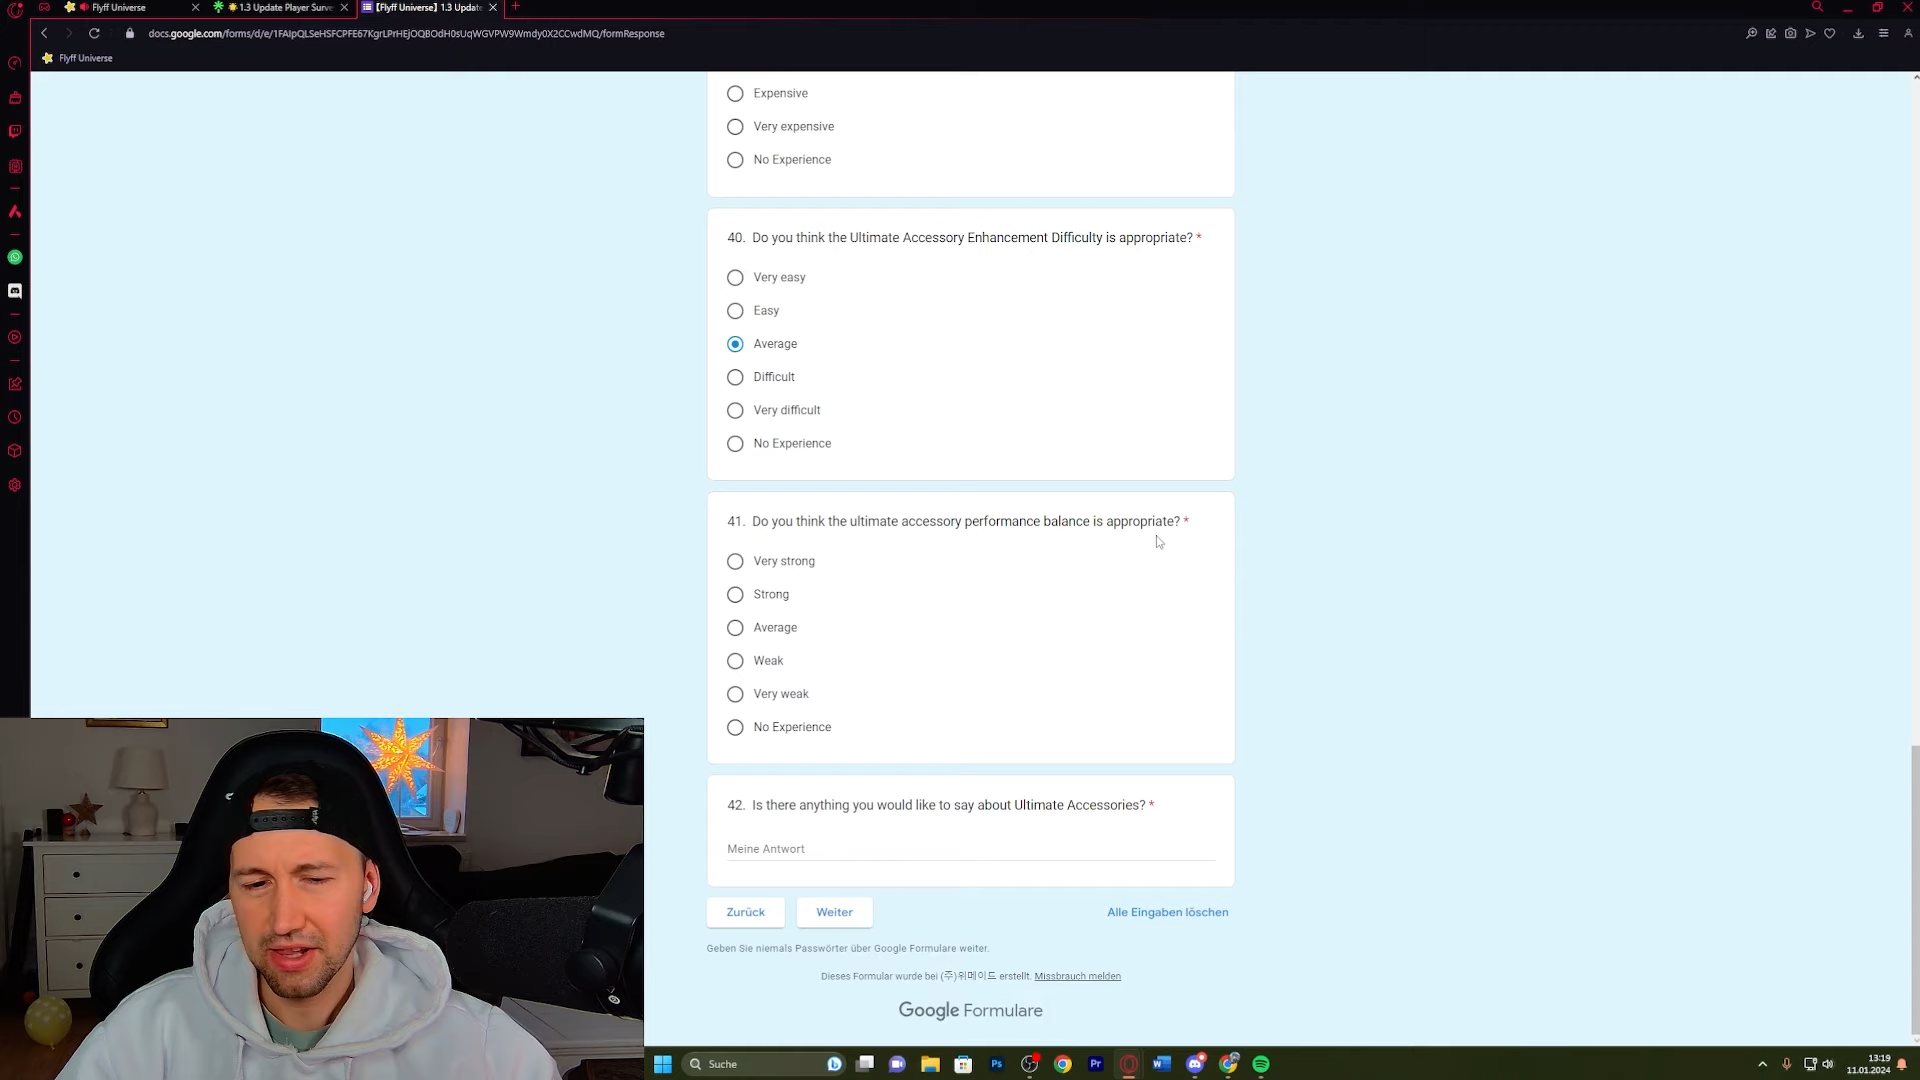 Flyff Universe
1.3 Update Player Surve
[Flyff Universe] 1.3 Update
docs.google.com/forms/d/e/1FAIpQLSeHSFCPFE67KgrLPrHEjOQBOdH0sUqWGVPW9Wmdy0X2CCwdMQ/formResponse
Flyff Universe
Expensive
Very expensive
No Experience
40. Do you think the Ultimate Accessory Enhancement Difficulty is appropriate? *
Very easy
Easy
Average
Difficult
Very difficult
No Experience
41. Do you think the ultimate accessory performance balance is appropriate? *
Very strong
Strong
Average
Weak
Very weak
No Experience
42. Is there anything you would like to say about Ultimate Accessories? *
Meine Antwort
Zurück
Weiter
Alle Eingaben löschen
Geben Sie niemals Passwörter über Google Formulare weiter.
Dieses Formular wurde bei (주)위메이드 erstellt. Missbrauch melden
Google Formulare
Suche
Ps
Pr
13:19
11.01.2024